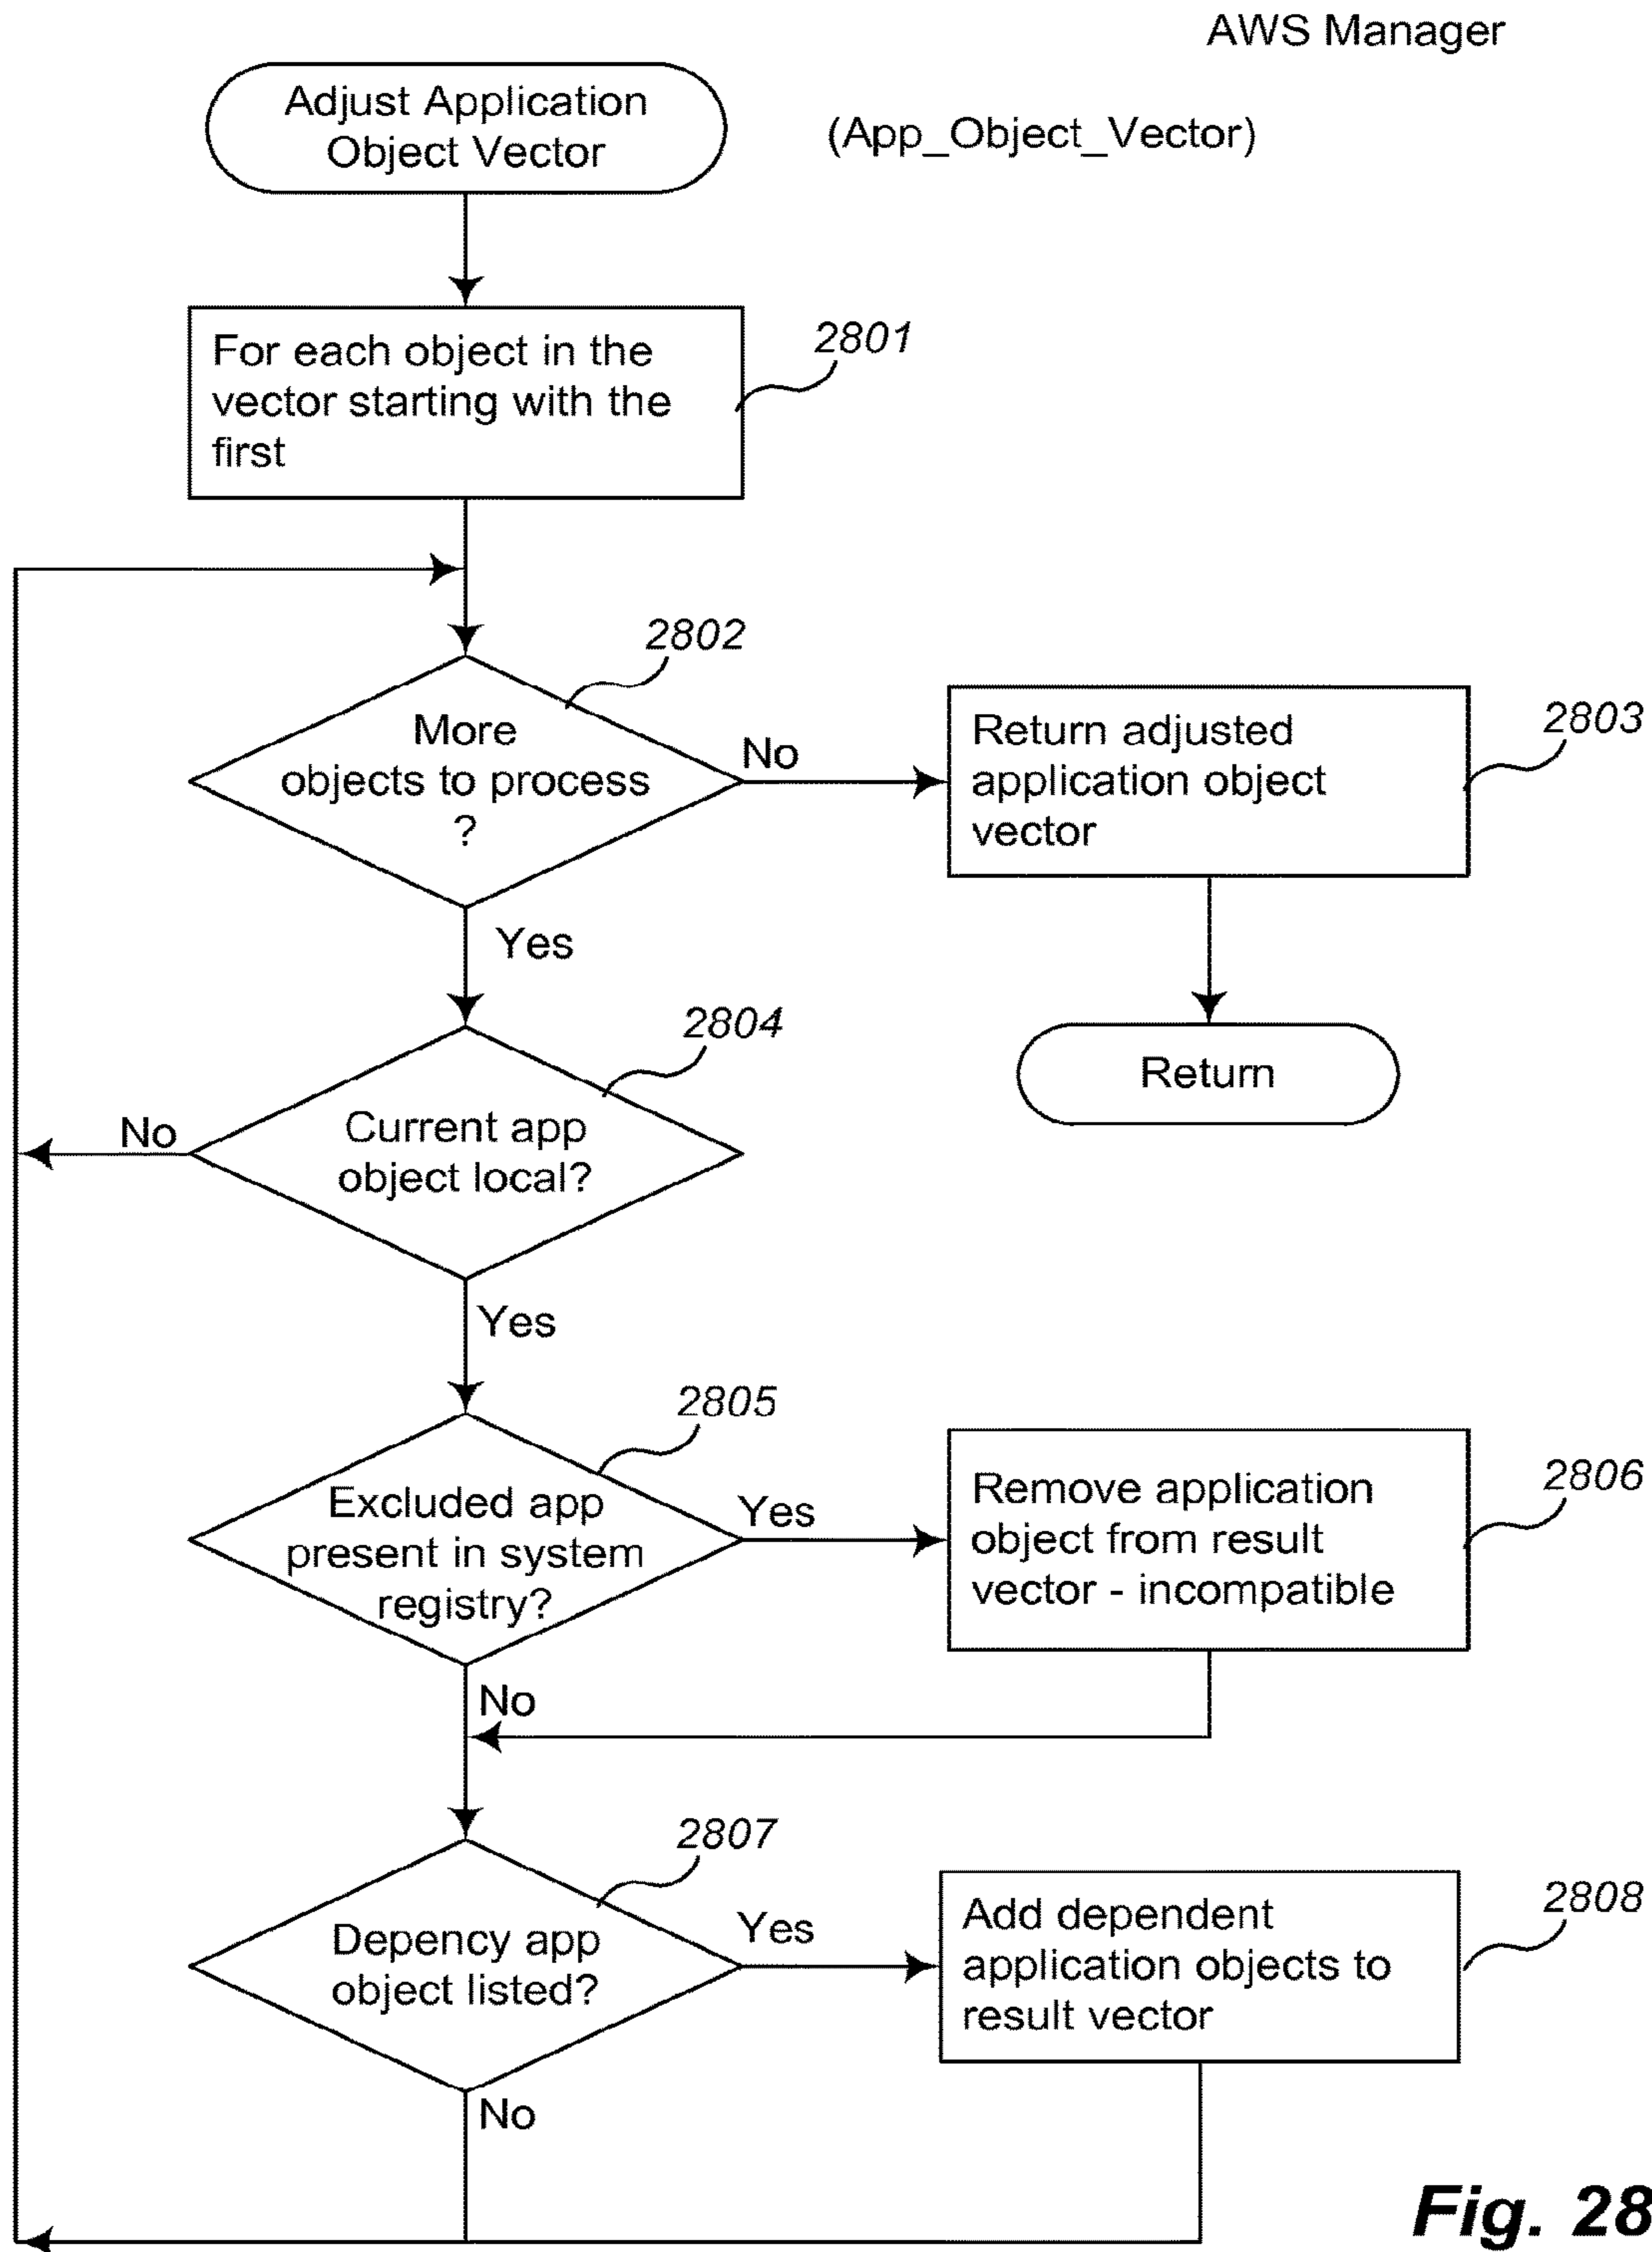 AWS Manager
Adjust Application
Object Vector
(App_Object_Vector)
For each object in the
vector starting with the
first
2801
2802
More
objects to process
?
No
Return adjusted
application object
vector
2803
Yes
Return
2804
Current app
object local?
No
Yes
2805
Excluded app
present in system
registry?
Yes
Remove application
object from result
vector - incompatible
2806
No
2807
Depency app
object listed?
Yes
Add dependent
application objects to
result vector
2808
No
Fig. 28